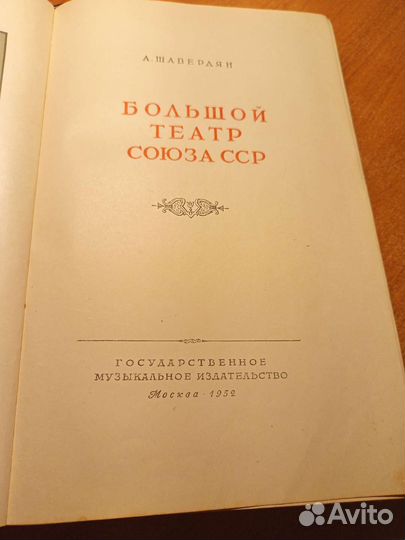 А. ШАВЕРДЯН
БОЛЬШОЙ
ТЕАТР
СОЮЗА ССР
ГОСУДАРСТВЕННОЕ
МУЗЫКАЛЬНОЕ ИЗДАТЕЛЬСТВО
Москва · 1952
Avito